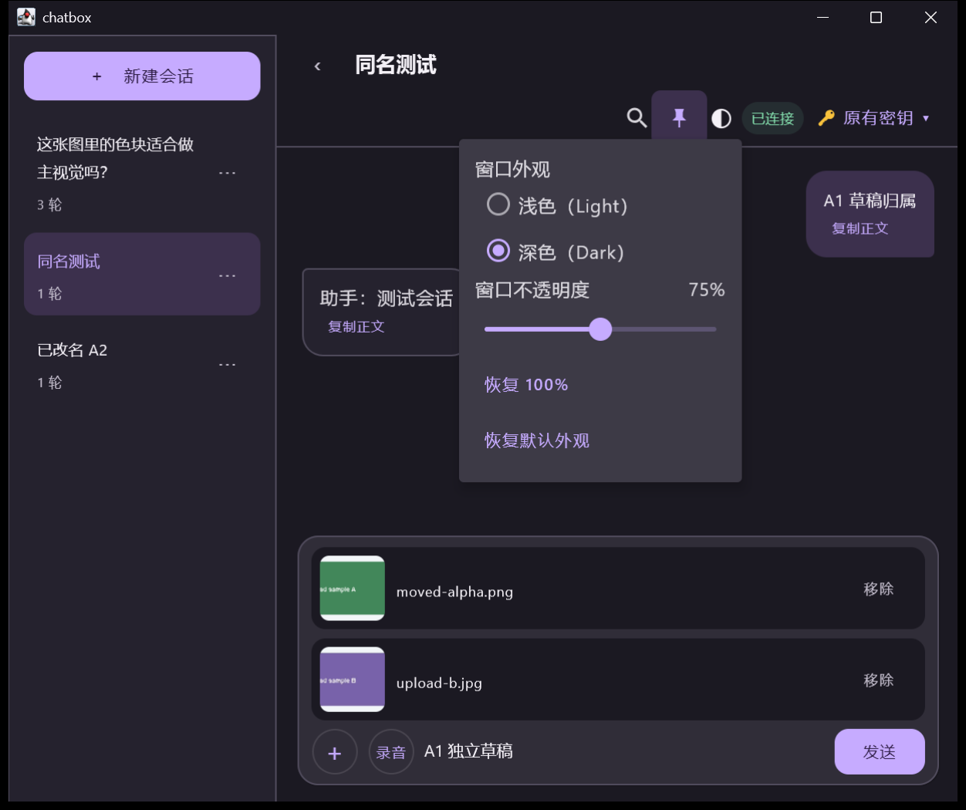 chatbox
+ 新建会话
这张图里的色块适合做
主视觉吗?
...
3 轮
同名测试
...
1 轮
已改名 A2
...
1 轮
‹ 同名测试
已连接
原有密钥 ▾
窗口外观
浅色（Light）
深色（Dark）
窗口不透明度 75%
恢复 100%
恢复默认外观
A1 草稿归属
复制正文
助手：测试会话
复制正文
ad sample A
moved-alpha.png 移除
ad sample B
upload-b.jpg 移除
+ 录音 A1 独立草稿 发送